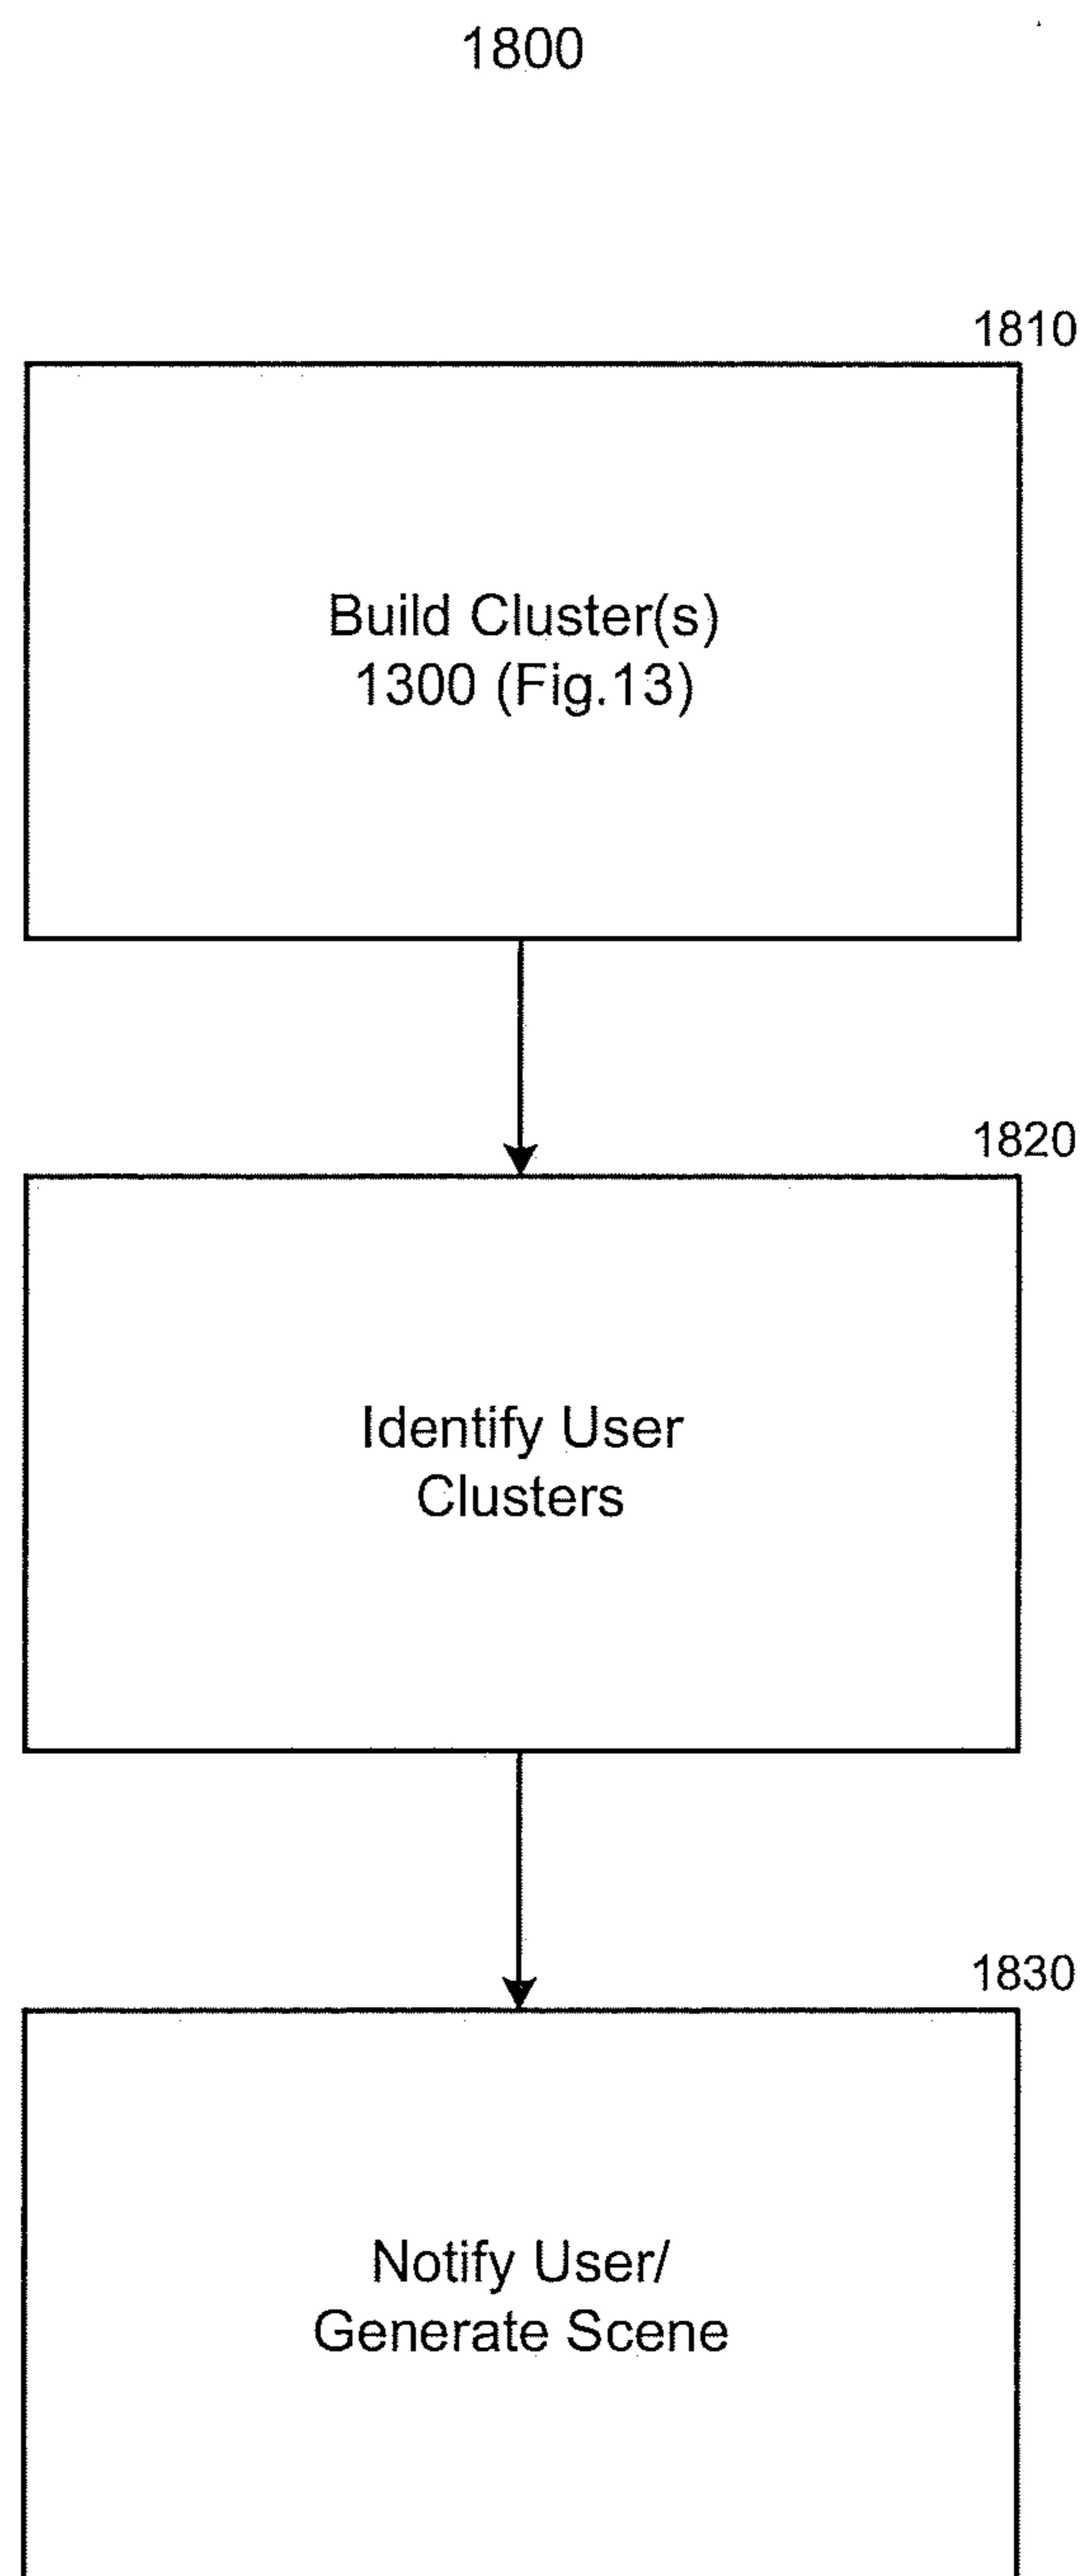 1800
1810
Build Cluster(s)
1300 (Fig.13)
1820
Identify User
Clusters
1830
Notify User/
Generate Scene